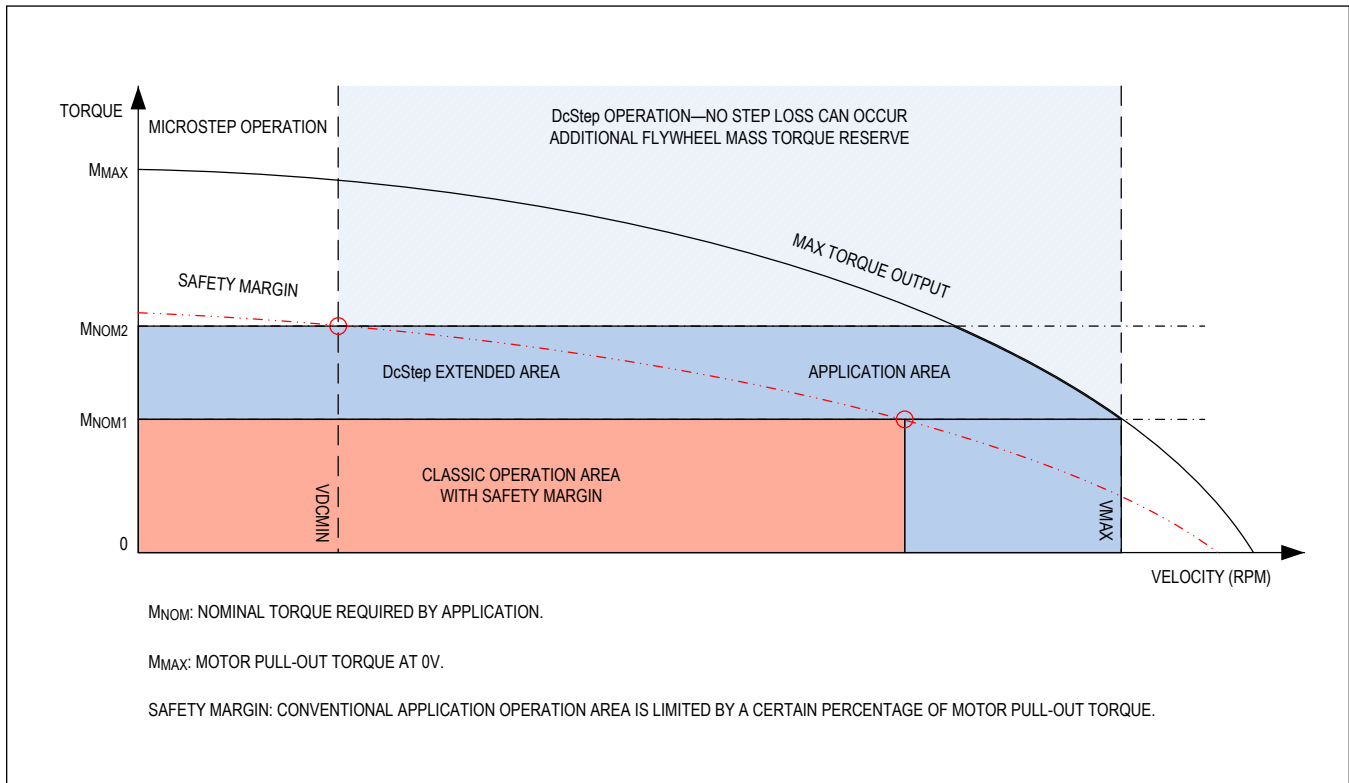 TORQUE
MICROSTEP OPERATION
DcStep OPERATION—NO STEP LOSS CAN OCCUR
ADDITIONAL FLYWHEEL MASS TORQUE RESERVE
MMAX
MAX TORQUE OUTPUT
SAFETY MARGIN
MNOM2
DcStep EXTENDED AREA
APPLICATION AREA
MNOM1
CLASSIC OPERATION AREA
WITH SAFETY MARGIN
VDCMIN
VMAX
0
VELOCITY (RPM)
MNOM: NOMINAL TORQUE REQUIRED BY APPLICATION.
MMAX: MOTOR PULL-OUT TORQUE AT 0V.
SAFETY MARGIN: CONVENTIONAL APPLICATION OPERATION AREA IS LIMITED BY A CERTAIN PERCENTAGE OF MOTOR PULL-OUT TORQUE.